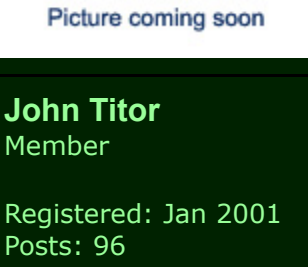 Picture coming soon
John Titor
Member
Registered: Jan 2001
Posts: 96